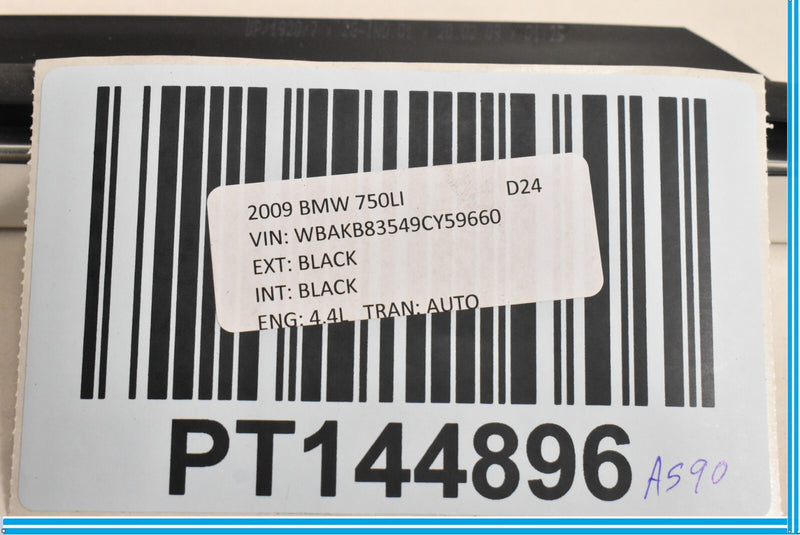 2009 BMW 750LI D24
VIN: WBAKB83549CY59660
EXT: BLACK
INT: BLACK
ENG: 4.4L TRAN: AUTO
PT144896
A590